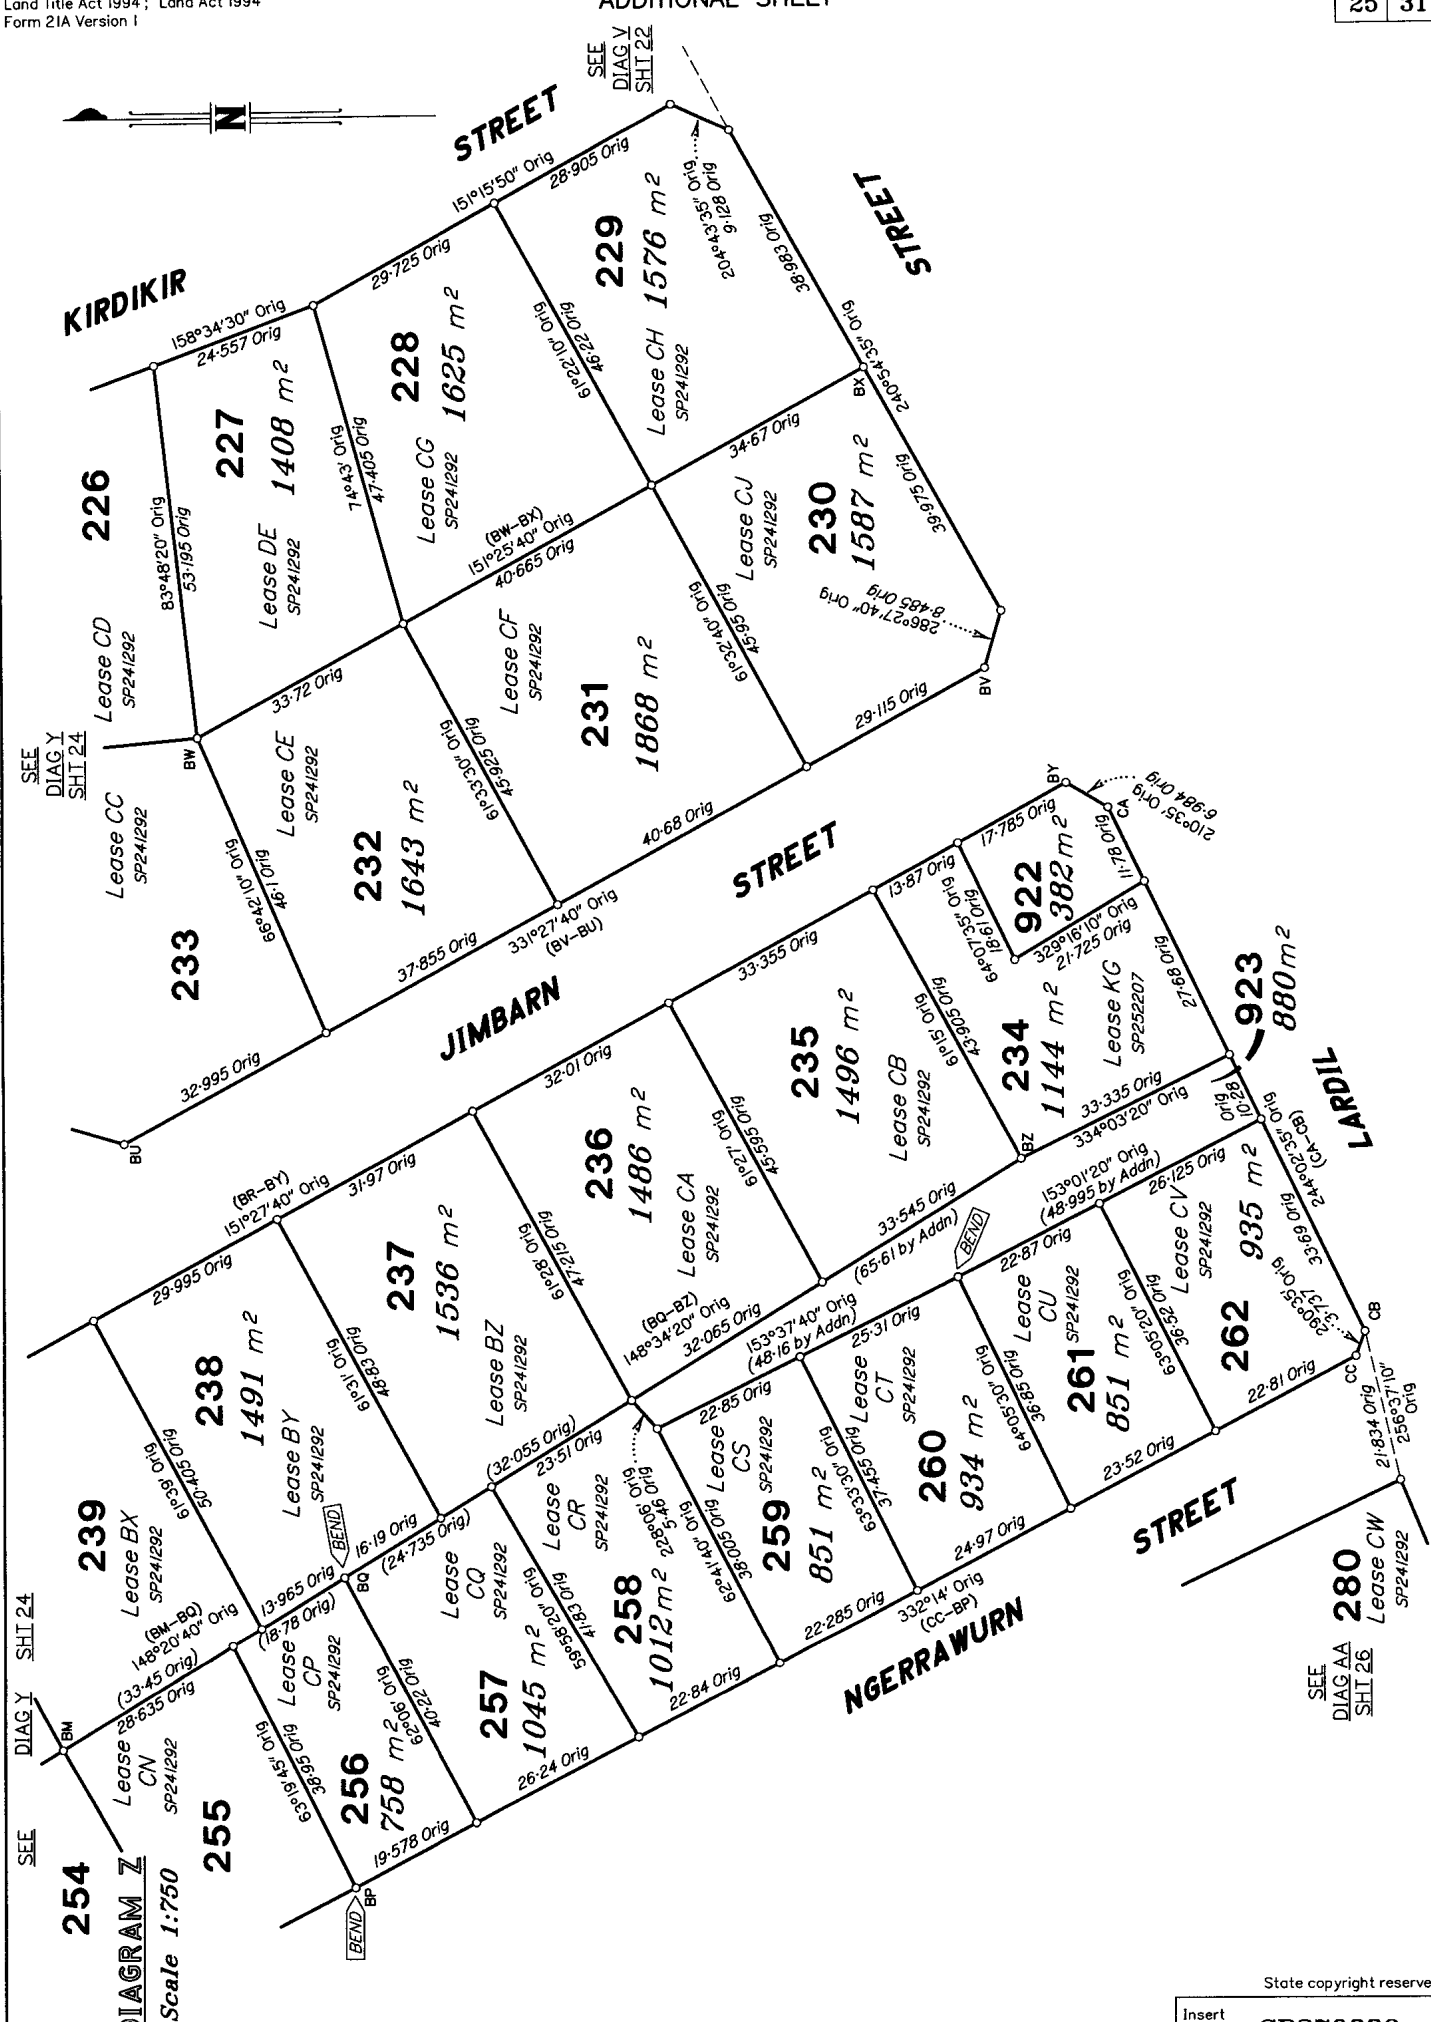 Land Title Act 1994 ; Land Act 1994
Form 21A Version 1
ADDITIONAL SHEET
25 31
SEE
DIAG V
SHT 22
N
KIRDIKIR
STREET
STREET
151°15'50" Orig
28·905 Orig
204°43'35" Orig
9·128 Orig
38·983 Orig
29·725 Orig
158°34'30" Orig
24·557 Orig
229
Lease CH 1576 m2
SP241292
61°22'10" Orig
46·22 Orig
228
1625 m2
Lease CG
SP241292
227
1408 m2
Lease DE
SP241292
74°43' Orig
47·405 Orig
226
Lease CD
SP241292
83°48'20" Orig
53·195 Orig
BX
240°54'35" Orig
39·975 Orig
34·67 Orig
230
1587 m2
Lease CJ
SP241292
286°27'40" Orig
8·485 Orig
BV
29·115 Orig
(BW-BX)
151°25'40" Orig
40·665 Orig
61°32'40" Orig
45·95 Orig
231
1868 m2
Lease CF
SP241292
33·72 Orig
61°33'30" Orig
45·925 Orig
40·68 Orig
SEE
DIAG Y
SHT 24
BW
232
1643 m2
Lease CE
SP241292
Lease CC
SP241292
233
66°42'10" Orig
46·1 Orig
37·855 Orig
331°27'40" Orig
(BV-BU)
32·995 Orig
BU
JIMBARN
STREET
BY
CA
210°35' Orig
6·984 Orig
17·785 Orig
11·78 Orig
922
382 m2
64°07'35" Orig
18·61 Orig
329°16'10" Orig
21·725 Orig
13·87 Orig
27·68 Orig
234
1144 m2
Lease KG
SP252207
61°15' Orig
43·905 Orig
33·335 Orig
334°03'20" Orig
923
880 m2
10·28
Orig
LARDIL
244°02'35" Orig
(CA-CB)
33·69 Orig
33·355 Orig
235
1496 m2
Lease CB
SP241292
BZ
33·545 Orig
(65·61 by Addn)
61°27' Orig
45·595 Orig
32·01 Orig
236
1486 m2
Lease CA
SP241292
(BQ-BZ)
148°34'20" Orig
32·065 Orig
61°28' Orig
47·215 Orig
31·97 Orig
(BR-BY)
151°27'40" Orig
237
1536 m2
Lease BZ
SP241292
61°31' Orig
48·83 Orig
29·995 Orig
238
1491 m2
Lease BY
SP241292
61°39' Orig
50·405 Orig
239
Lease BX
SP241292
BEND
153°01'20" Orig
(48·995 by Addn)
26·125 Orig
22·87 Orig
Lease CV
SP241292
935 m2
262
290°35' Orig
3·737
CB
CC
22·81 Orig
63°05'20" Orig
36·52 Orig
Lease
CU
SP241292
261
851 m2
23·52 Orig
153°37'40" Orig
(48·16 by Addn)
25·31 Orig
64°05'30" Orig
36·85 Orig
Lease
CT
SP241292
260
934 m2
24·97 Orig
22·85 Orig
63°33'30" Orig
37·455 Orig
Lease
CS
SP241292
259
851 m2
22·285 Orig
332°14' Orig
(CC-BP)
228°06' Orig
5·46 Orig
62°41'40" Orig
38·005 Orig
(32·055 Orig)
23·51 Orig
Lease
CR
SP241292
258
1012 m2
22·84 Orig
16·19 Orig
(24·735 Orig)
BEND
BQ
Lease
CQ
SP241292
59°58'20" Orig
41·83 Orig
257
1045 m2
26·24 Orig
13·965 Orig
(18·78 Orig)
Lease
CP
SP241292
62°06' Orig
40·22 Orig
256
758 m2
19·578 Orig
(BM-BQ)
148°20'40" Orig
(33·45 Orig)
28·635 Orig
63°19'45" Orig
38·95 Orig
BM
Lease
CN
SP241292
255
BP
BEND
254
SEE DIAG Y SHT 24
NGERRAWURN
STREET
21·834 Orig
256°37'10"
Orig
280
Lease CW
SP241292
SEE
DIAG AA
SHT 26
DIAGRAM Z
Scale 1:750
State copyright reserve
Insert